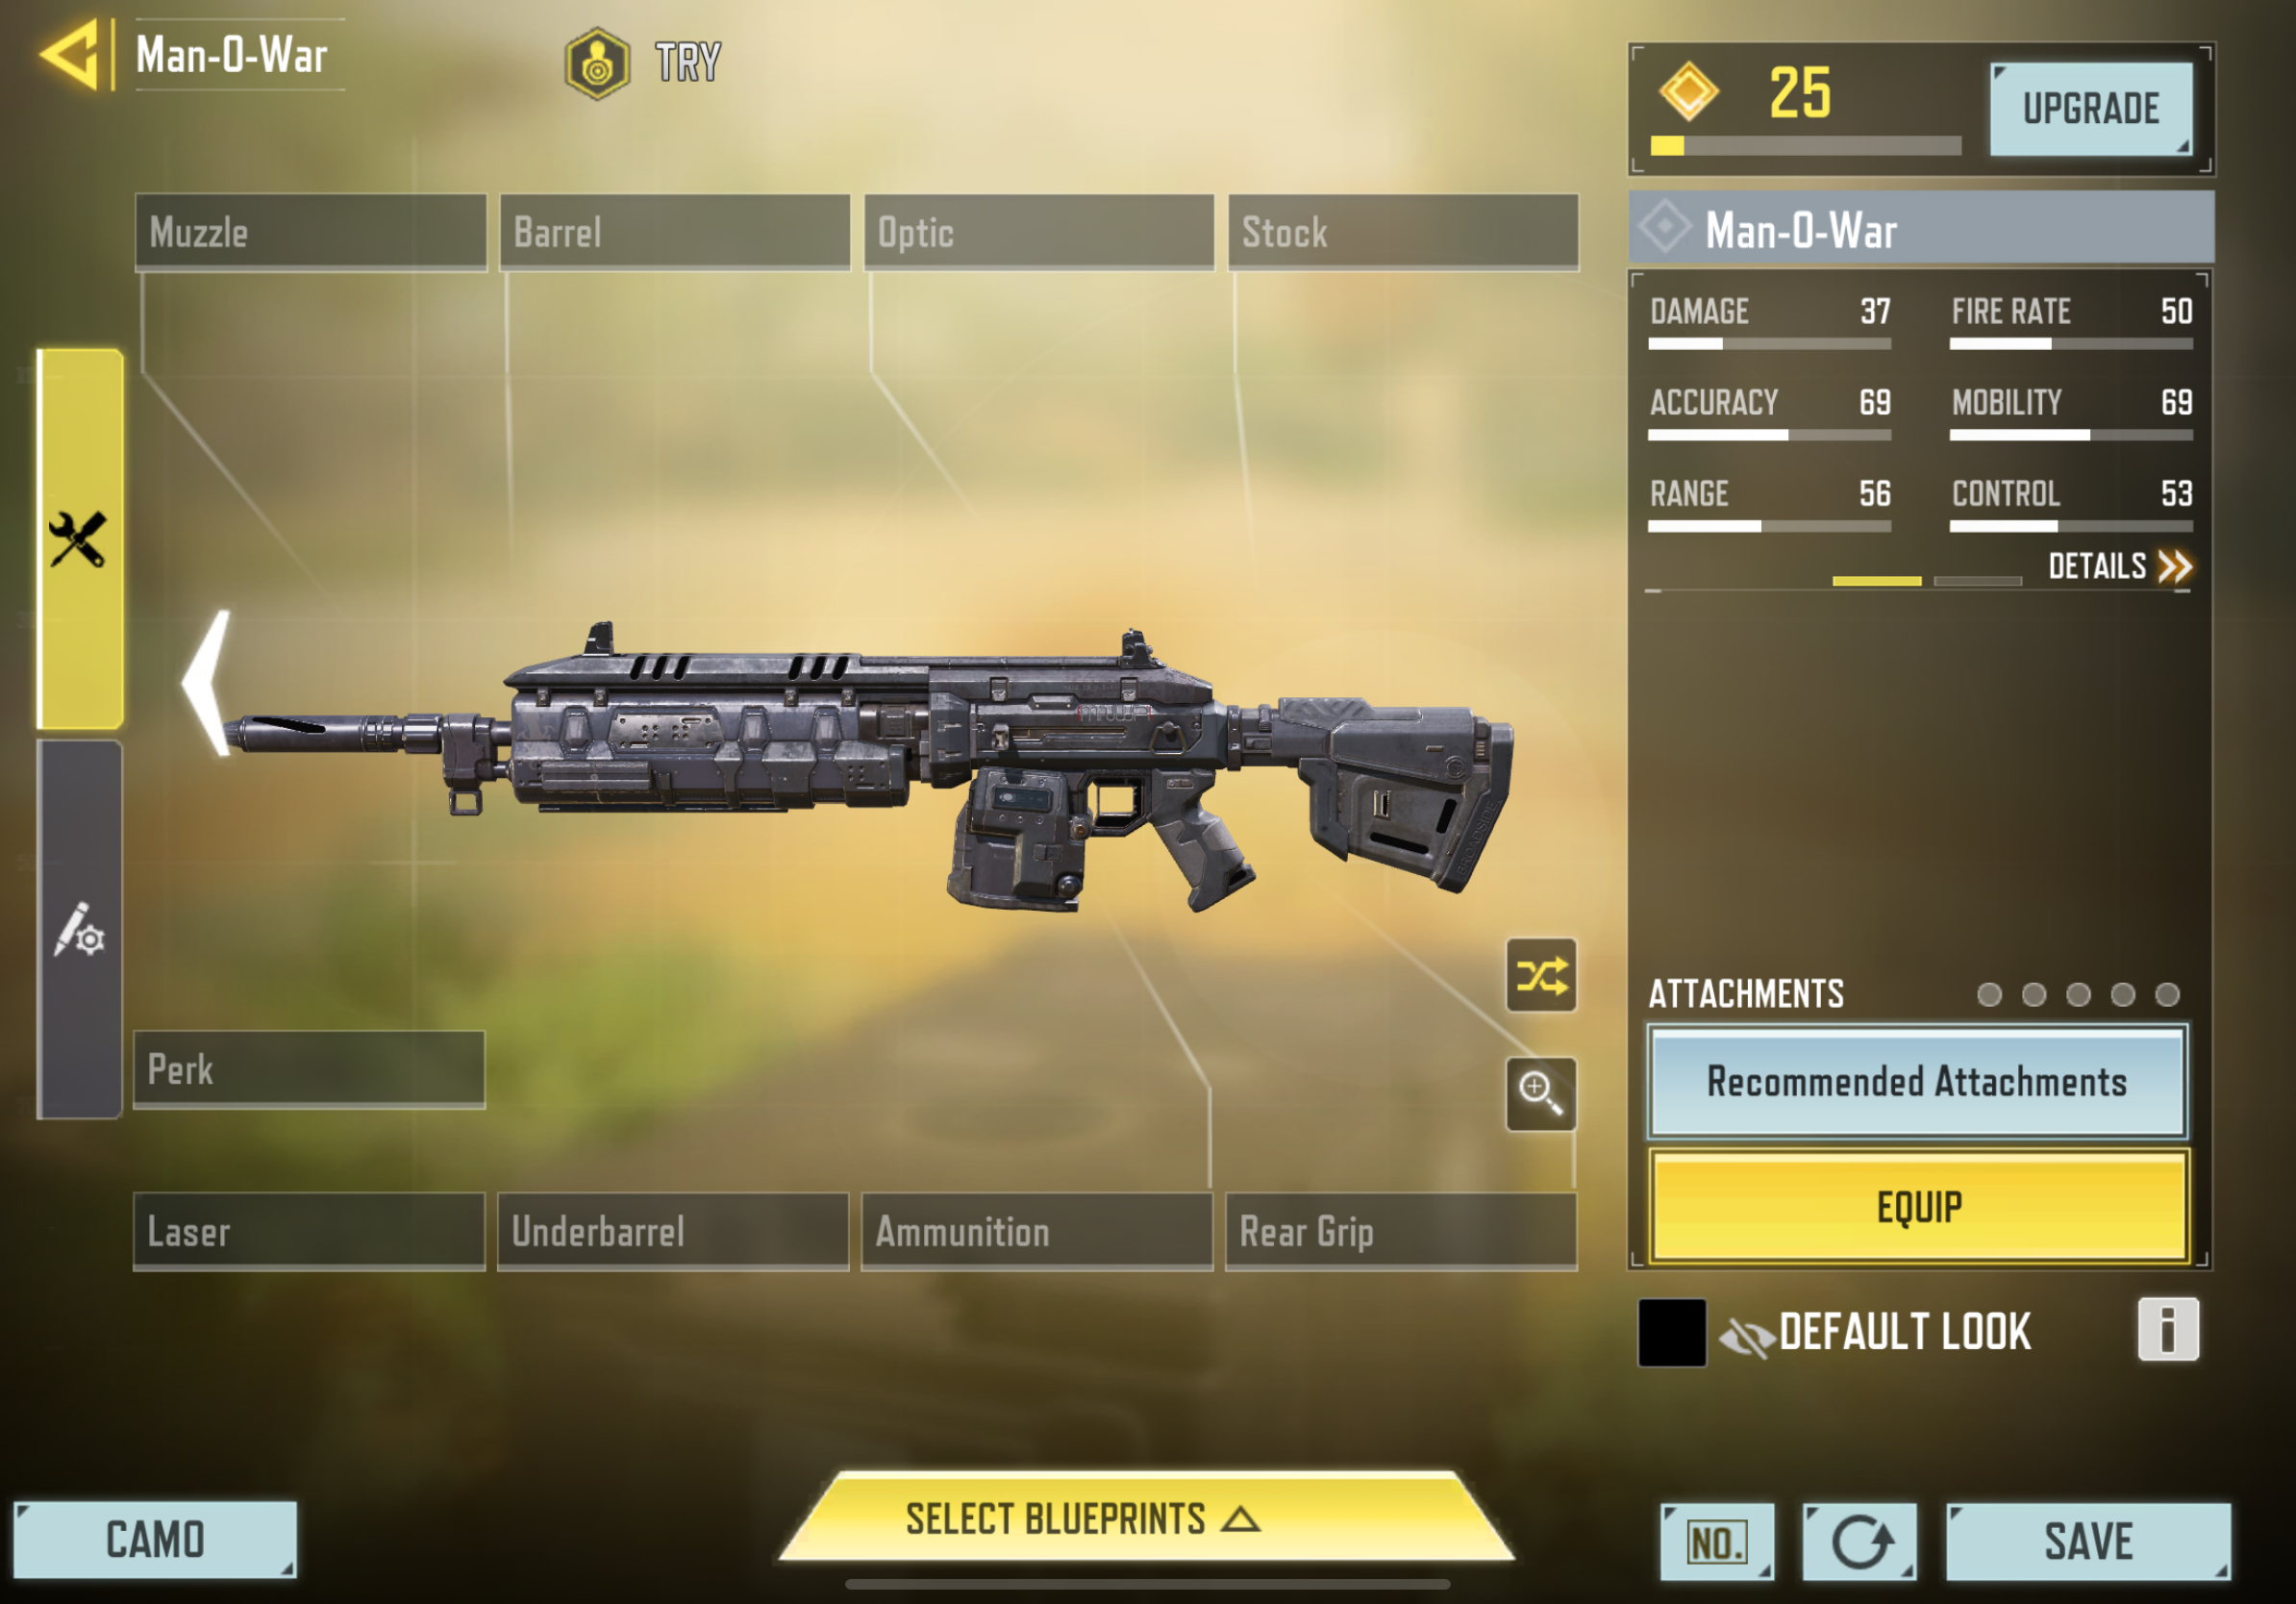 Man-O-War
TRY
25
UPGRADE
Muzzle
Barrel
Optic
Stock
Man-O-War
DAMAGE 37
FIRE RATE 50
ACCURACY 69
MOBILITY 69
RANGE 56
CONTROL 53
DETAILS
BROADSIDE
ATTACHMENTS
Recommended Attachments
EQUIP
Perk
Laser
Underbarrel
Ammunition
Rear Grip
DEFAULT LOOK
i
CAMO
SELECT BLUEPRINTS
NO.
SAVE